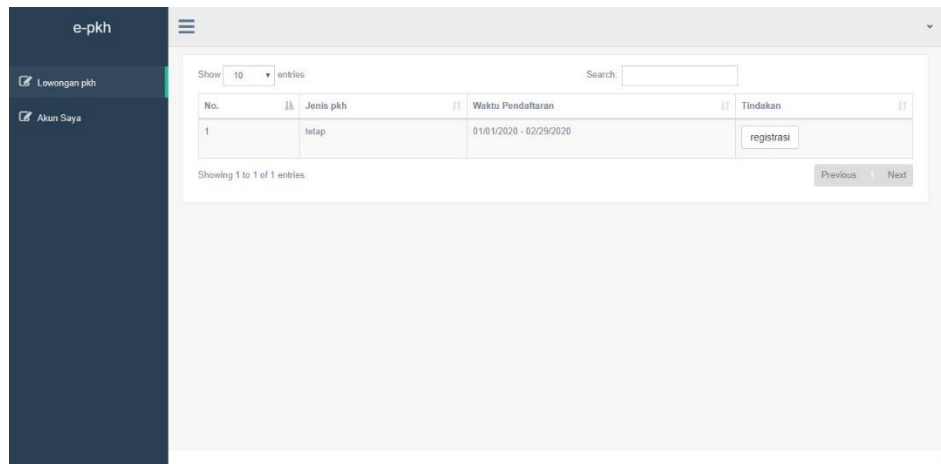 e-pkh
Lowongan pkh
Akun Saya
Show 10 entries Search:
No. Jenis pkh Waktu Pendaftaran Tindakan
1 tetap 01/01/2020 - 02/29/2020 registrasi
Showing 1 to 1 of 1 entries Previous 1 Next